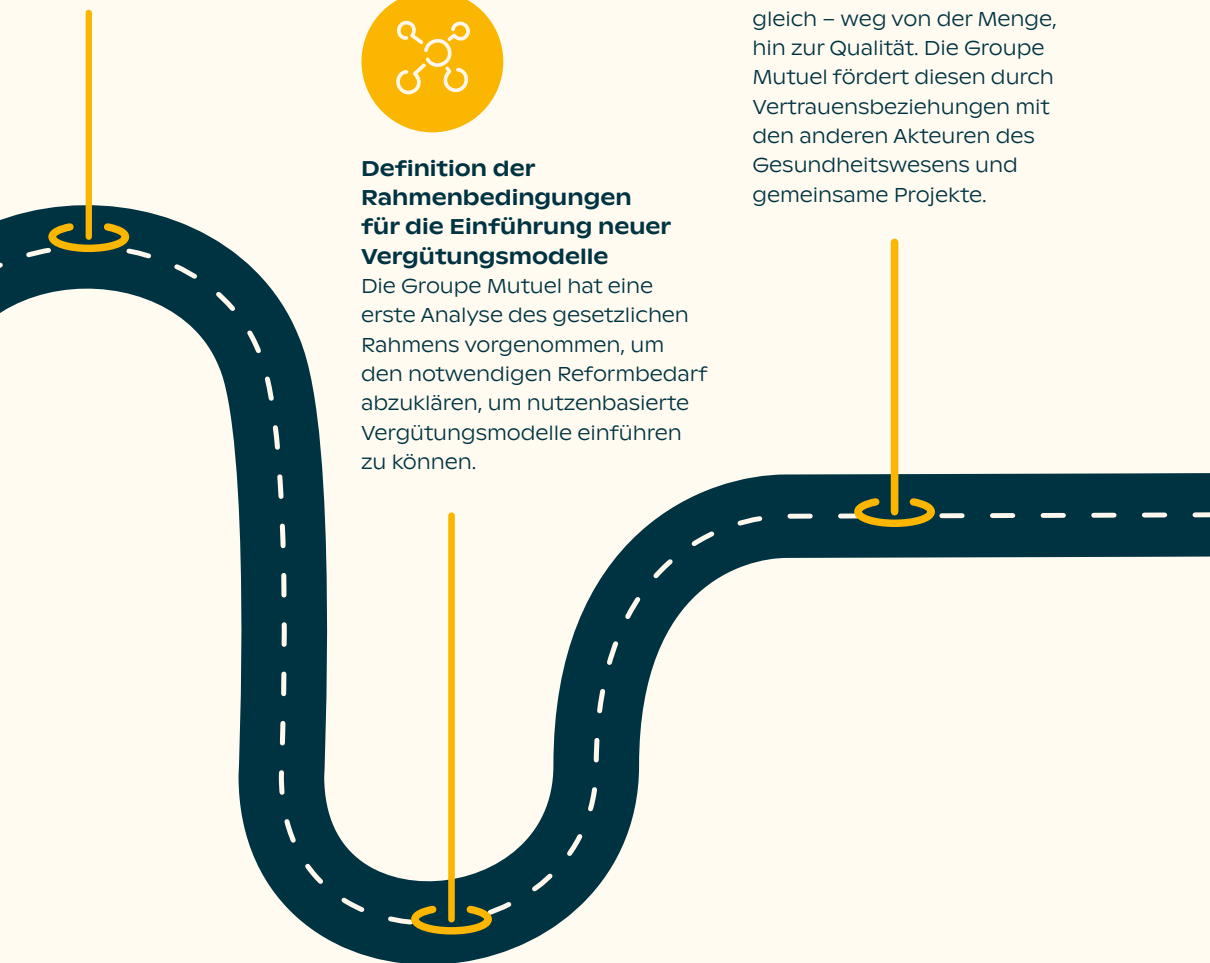 Definition der
Rahmenbedingungen
für die Einführung neuer
Vergütungsmodelle
Die Groupe Mutuel hat eine
erste Analyse des gesetzlichen
Rahmens vorgenommen, um
den notwendigen Reformbedarf
abzuklären, um nutzenbasierte
Vergütungsmodelle einführen
zu können.
gleich – weg von der Menge,
hin zur Qualität. Die Groupe
Mutuel fördert diesen durch
Vertrauensbeziehungen mit
den anderen Akteuren des
Gesundheitswesens und
gemeinsame Projekte.